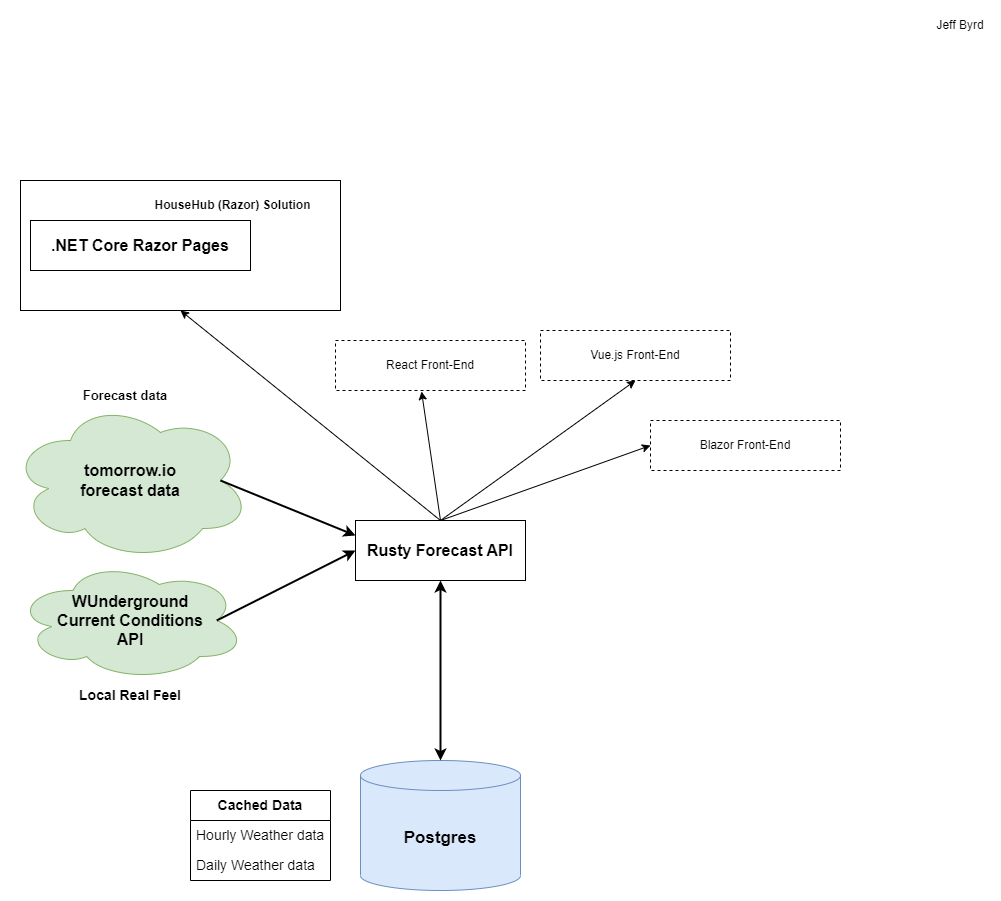 Jeff Byrd
HouseHub (Razor) Solution
.NET Core Razor Pages
React Front-End
Vue.js Front-End
Blazor Front-End
Forecast data
tomorrow.io
forecast data
Rusty Forecast API
WUnderground
Current Conditions
API
Local Real Feel
Cached Data
Hourly Weather data
Daily Weather data
Postgres